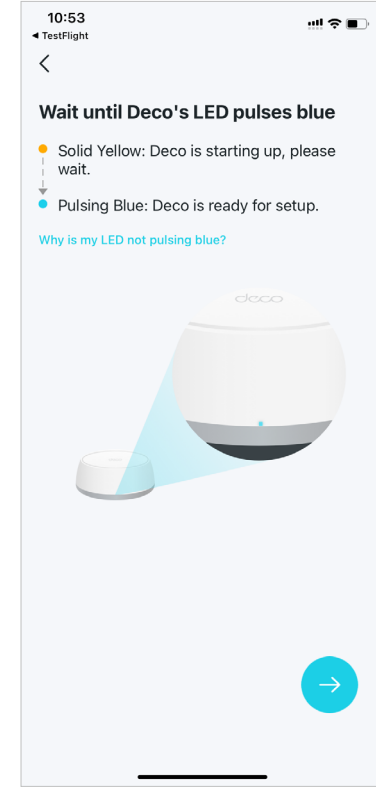 10:53
◀ TestFlight
Wait until Deco's LED pulses blue
Solid Yellow: Deco is starting up, please
wait.
Pulsing Blue: Deco is ready for setup.
Why is my LED not pulsing blue?
deco